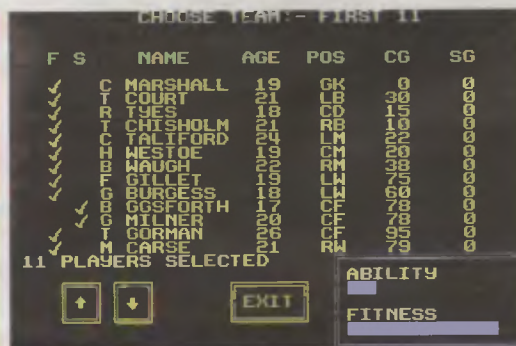 CHOOSE TEAM:- FIRST 11
F S NAME AGE POS CG SG
C MARSHALL 19 GK 0 0
T COURT 21 LB 30 0
R TYES 18 CD 15 0
T CHISHOLM 21 RB 10 0
C TALIFORD 24 LM 22 0
H WESTOE 19 CM 20 0
B WAUGH 22 RM 38 0
F GILLET 19 LW 75 0
G BURGESS 18 LW 60 0
B GGSFORTH 17 CF 78 0
G MILNER 20 CF 78 0
T GORMAN 26 CF 95 0
M CARSE 21 RW 79 0
11 PLAYERS SELECTED
EXIT
ABILITY
FITNESS